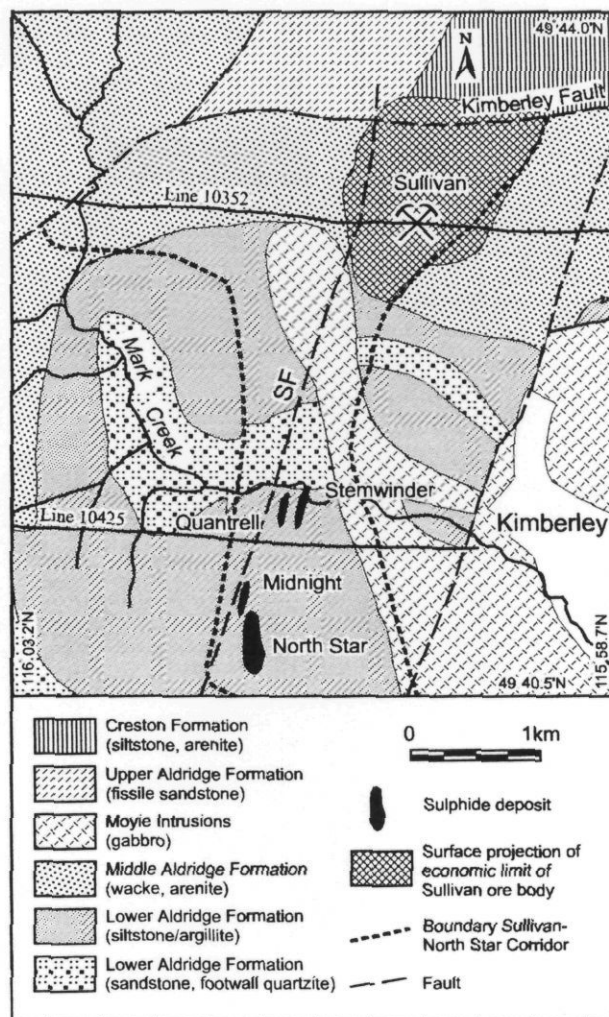 49°44.0'N
N
Kimberley Fault
Sullivan
Line 10352
Mark
Creek
SF
Stemwinder
Quantrell
Kimberley
Line 10425
Midnight
North Star
116.03.2°W
115.58.7°W
49°40.5'N
Creston Formation
(siltstone, arenite)
Upper Aldridge Formation
(fissile sandstone)
Moyie Intrusions
(gabbro)
Middle Aldridge Formation
(wacke, arenite)
Lower Aldridge Formation
(siltstone/argillite)
Lower Aldridge Formation
(sandstone, footwall quartzite)
0 1km
Sulphide deposit
Surface projection of
economic limit of
Sullivan ore body
Boundary Sullivan-
North Star Corridor
Fault